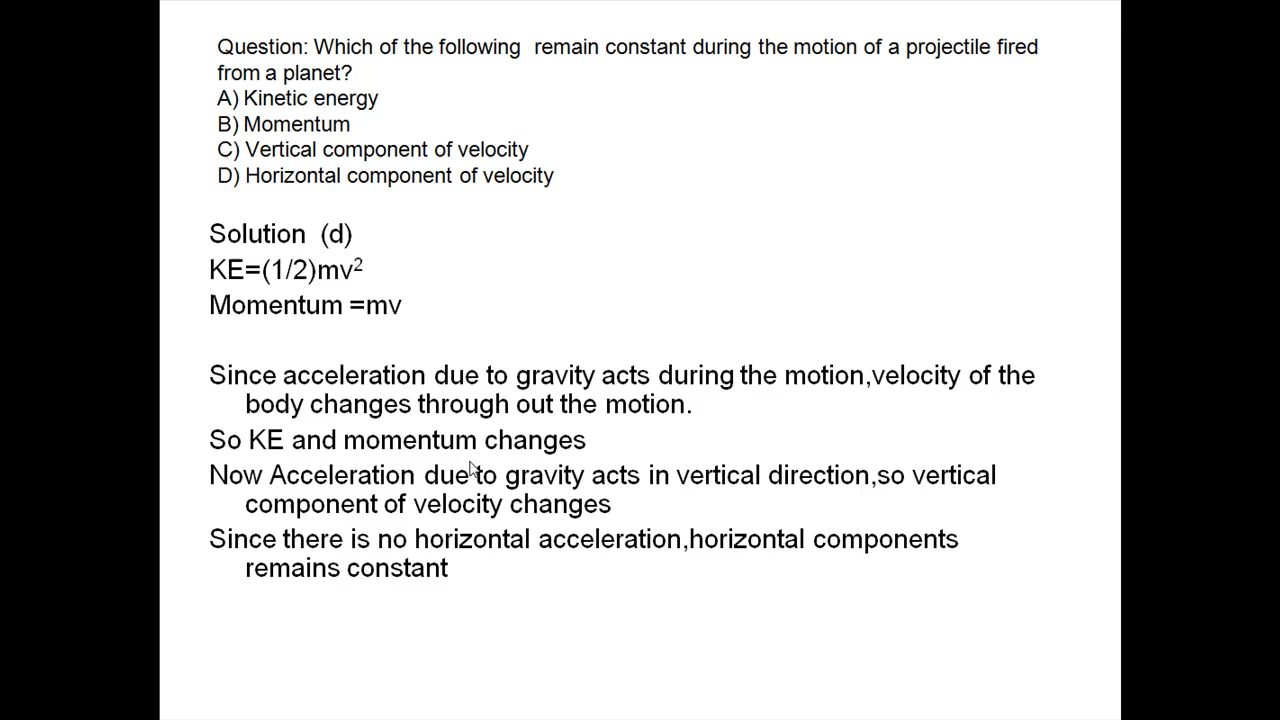 Question: Which of the following  remain constant during the motion of a projectile fired
from a planet?
A) Kinetic energy
B) Momentum
C) Vertical component of velocity
D) Horizontal component of velocity
Solution  (d)
KE=(1/2)mv²
Momentum =mv
Since acceleration due to gravity acts during the motion,velocity of the
body changes through out the motion.
So KE and momentum changes
Now Acceleration due to gravity acts in vertical direction,so vertical
component of velocity changes
Since there is no horizontal acceleration,horizontal components
remains constant